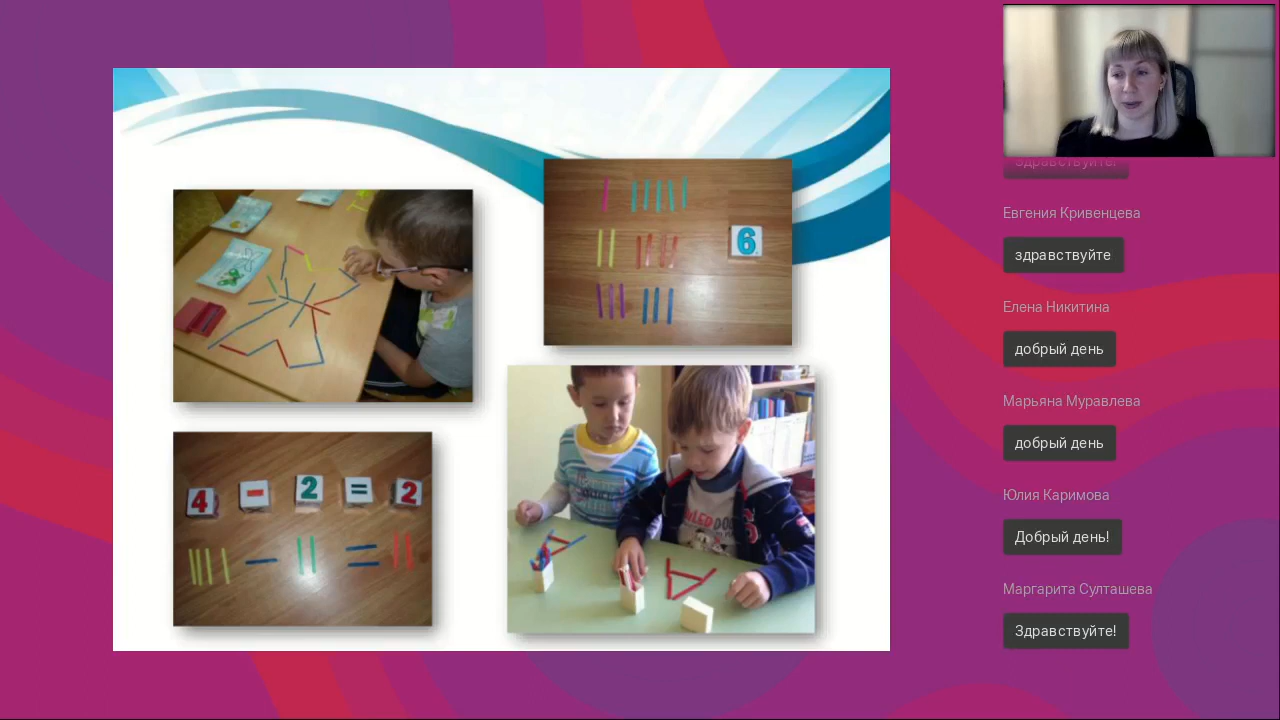 6
4 - 2 = 2
здравствуйте!
Евгения Кривенцева
здравствуйте
Елена Никитина
добрый день
Марьяна Муравлева
добрый день
Юлия Каримова
Добрый день!
Маргарита Султашева
Здравствуйте!